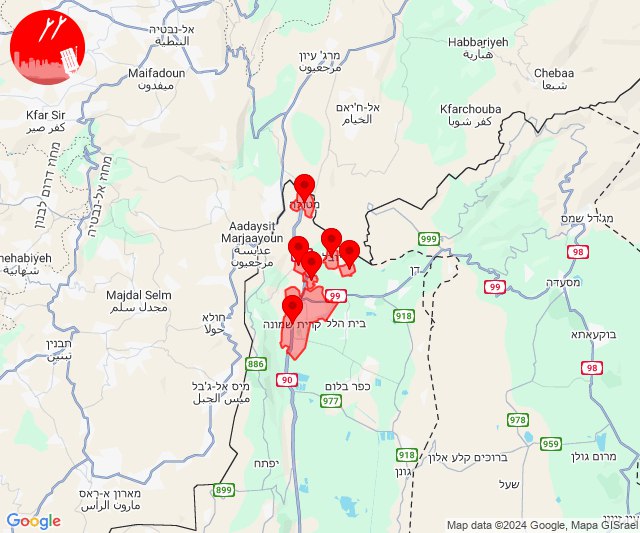 אל-נבטיה
النبطية
מרג' עיון
مرجعيون
Habbariyeh
هبارية
Maifadoun
ميفدون
Chebaa
شبعا
אל-ח'יאם
الخيام
Kfarchouba
كفر شوبا
Kfar Sir
كفر صير
מחוז דרום לבנון
מחוז אל-נבטיה
מטולה
מג'דל שמס
Aadaysit
Marjaayoun
عديسة
مرجعيون
999
98
nehabiyeh
شهابية
דן
99
מסעדה
Majdal Selm
مجدل سلم
99
חולא
حولا
918
בית הלל
קרית שמונה
בוקעאתא
תבנין
تبنين
886
98
90
מיס אל-ג'בל
ميس الجبل
כפר בלום
977
978
959
918
יפתח
גונן
ברוכים קלע אלון
מרום גולן
899
מארון א-ראס
مارون الراس
שעל
Google
Map data ©2024 Google, Mapa GISrael